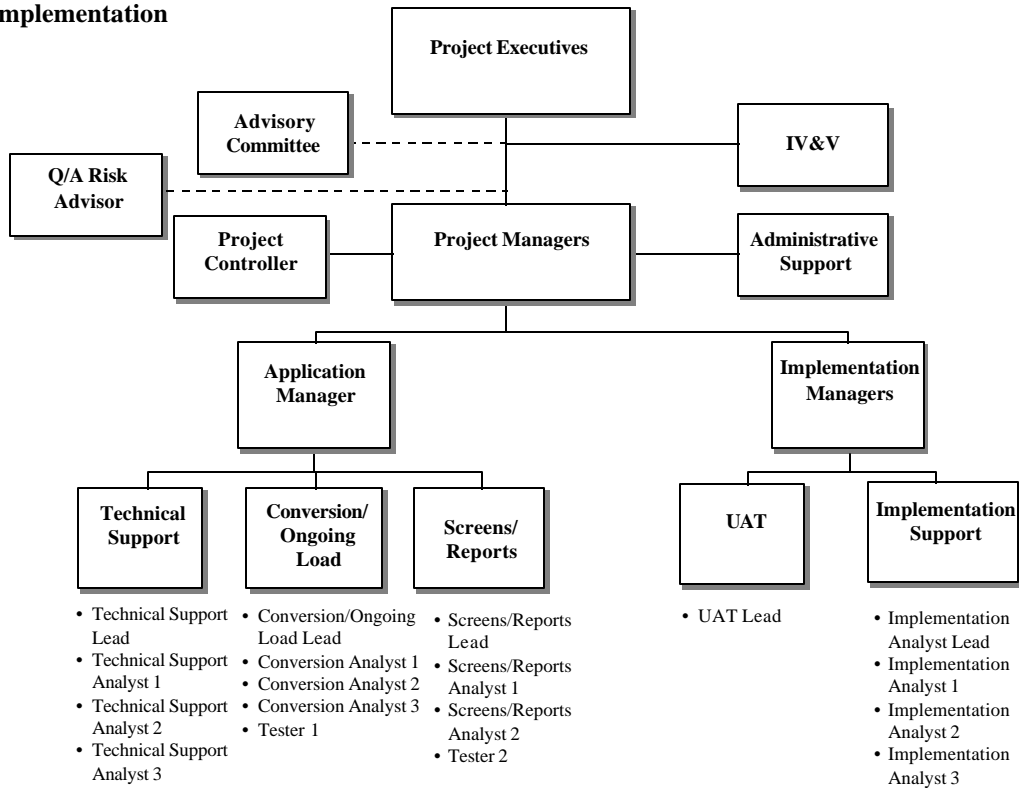 mplementation
Project Executives
Advisory
Committee
IV&V
Q/A Risk
Advisor
Project
Controller
Project Managers
Administrative
Support
Application
Manager
Implementation
Managers
Technical
Support
Conversion/
Ongoing
Load
Screens/
Reports
UAT
Implementation
Support
• Technical Support
Lead
• Technical Support
Analyst 1
• Technical Support
Analyst 2
• Technical Support
Analyst 3
• Conversion/Ongoing
Load Lead
• Conversion Analyst 1
• Conversion Analyst 2
• Conversion Analyst 3
• Tester 1
• Screens/Reports
Lead
• Screens/Reports
Analyst 1
• Screens/Reports
Analyst 2
• Tester 2
• UAT Lead
• Implementation
Analyst Lead
• Implementation
Analyst 1
• Implementation
Analyst 2
• Implementation
Analyst 3